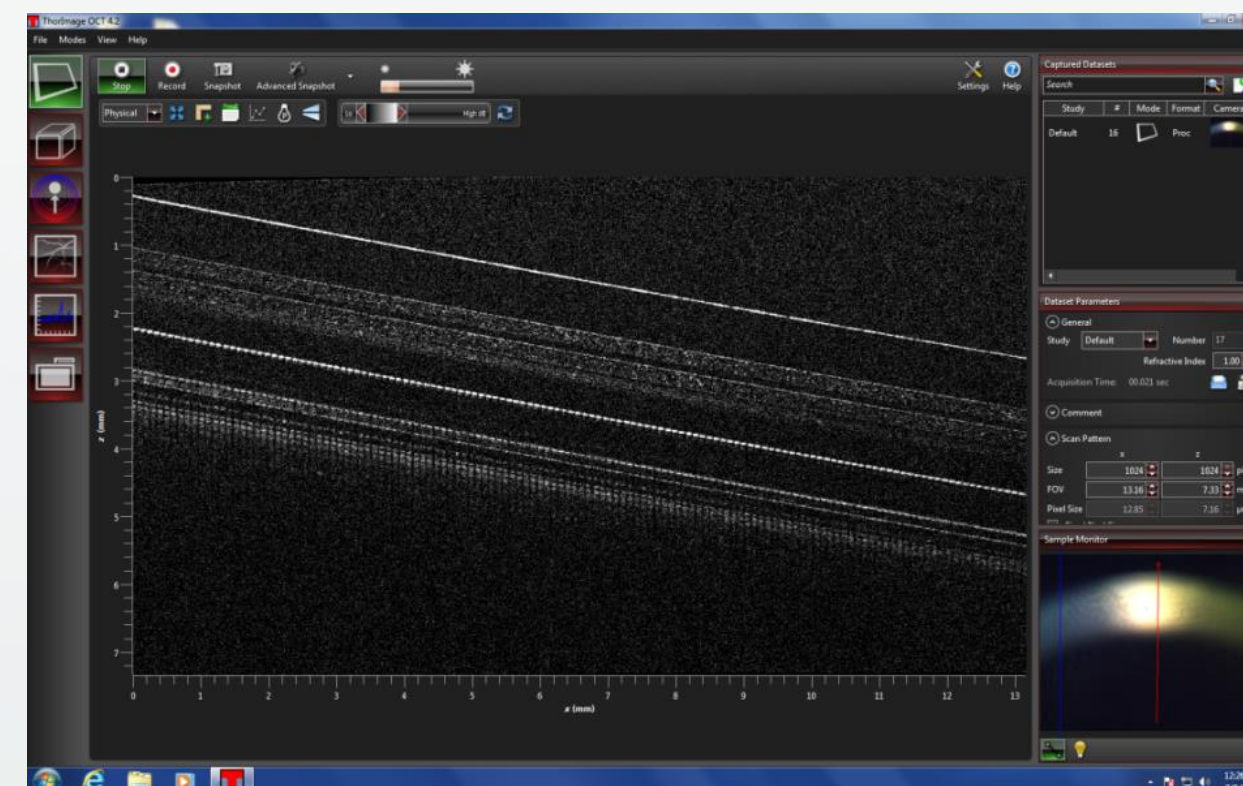 ThorImage OCT 4.2
File Modes View Help
Stop Record Snapshot Advanced Snapshot Settings Help
Physical High
Captured Datasets
Search
Study # Mode Format Camera
Default 16 Proc
Dataset Parameters
General
Study Default Number 17
Refractive Index 1.00
Acquisition Time: 00.021 sec
Comment
Scan Pattern
x z
Size 1024 1024
FOV 13.16 7.33
Pixel Size 12.85 7.16
Sample Monitor
0
1
2
3
4
5
6
7
z (mm)
0 1 2 3 4 5 6 7 8 9 10 11 12 13
x (mm)